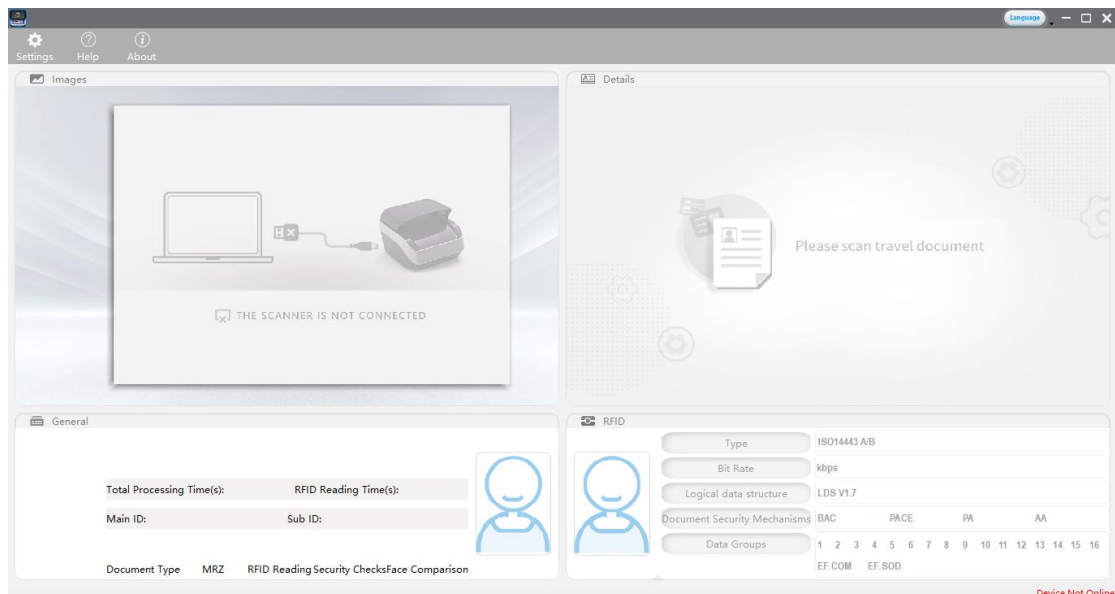 Language
Settings Help About
Images
THE SCANNER IS NOT CONNECTED
Details
Please scan travel document
General
Total Processing Time(s): RFID Reading Time(s):
Main ID: Sub ID:
Document Type MRZ RFID Reading Security Checks Face Comparison
RFID
Type ISO14443 A/B
Bit Rate kbps
Logical data structure LDS V1.7
Document Security Mechanisms BAC PACE PA AA
Data Groups 1 2 3 4 5 6 7 8 9 10 11 12 13 14 15 16
EF.COM EF.SOD
Device Not Online